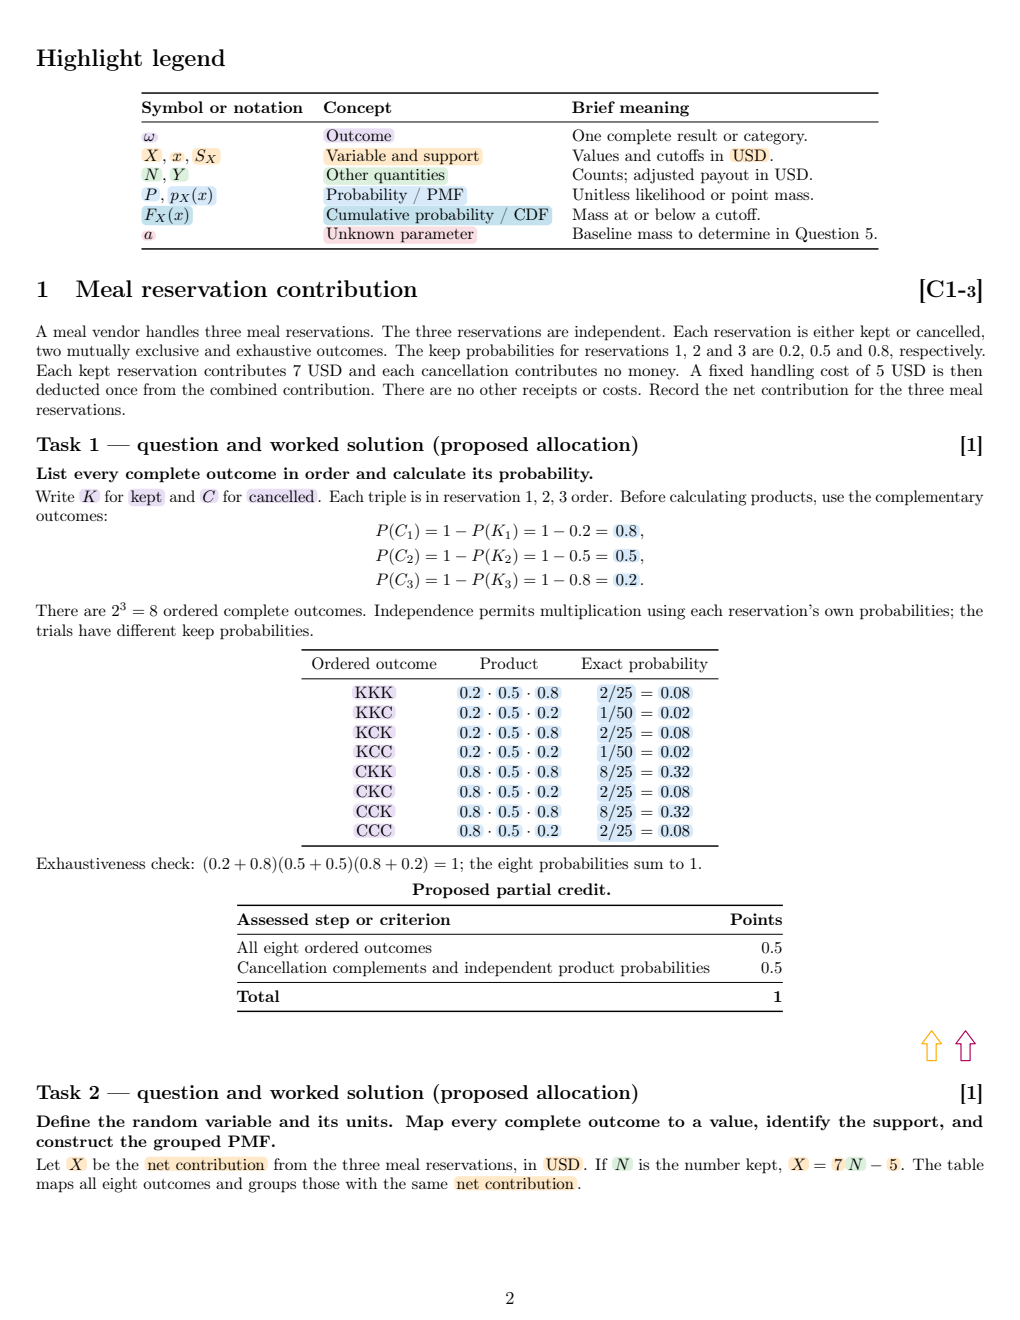 Highlight legend
Symbol or notation Concept Brief meaning
ω Outcome One complete result or category.
X, x, S_X Variable and support Values and cutoffs in USD.
N, Y Other quantities Counts; adjusted payout in USD.
P, p_X(x) Probability / PMF Unitless likelihood or point mass.
F_X(x) Cumulative probability / CDF Mass at or below a cutoff.
a Unknown parameter Baseline mass to determine in Question 5.
1 Meal reservation contribution [C1-3]
A meal vendor handles three meal reservations. The three reservations are independent. Each reservation is either kept or cancelled,
two mutually exclusive and exhaustive outcomes. The keep probabilities for reservations 1, 2 and 3 are 0.2, 0.5 and 0.8, respectively.
Each kept reservation contributes 7 USD and each cancellation contributes no money. A fixed handling cost of 5 USD is then
deducted once from the combined contribution. There are no other receipts or costs. Record the net contribution for the three meal
reservations.
Task 1 — question and worked solution (proposed allocation) [1]
List every complete outcome in order and calculate its probability.
Write K for kept and C for cancelled. Each triple is in reservation 1, 2, 3 order. Before calculating products, use the complementary
outcomes:
P(C₁) = 1 − P(K₁) = 1 − 0.2 = 0.8,
P(C₂) = 1 − P(K₂) = 1 − 0.5 = 0.5,
P(C₃) = 1 − P(K₃) = 1 − 0.8 = 0.2.
There are 2³ = 8 ordered complete outcomes. Independence permits multiplication using each reservation's own probabilities; the
trials have different keep probabilities.
Ordered outcome Product Exact probability
KKK 0.2 · 0.5 · 0.8 2/25 = 0.08
KKC 0.2 · 0.5 · 0.2 1/50 = 0.02
KCK 0.2 · 0.5 · 0.8 2/25 = 0.08
KCC 0.2 · 0.5 · 0.2 1/50 = 0.02
CKK 0.8 · 0.5 · 0.8 8/25 = 0.32
CKC 0.8 · 0.5 · 0.2 2/25 = 0.08
CCK 0.8 · 0.5 · 0.8 8/25 = 0.32
CCC 0.8 · 0.5 · 0.2 2/25 = 0.08
Exhaustiveness check: (0.2 + 0.8)(0.5 + 0.5)(0.8 + 0.2) = 1; the eight probabilities sum to 1.
Proposed partial credit.
Assessed step or criterion Points
All eight ordered outcomes 0.5
Cancellation complements and independent product probabilities 0.5
Total 1
Task 2 — question and worked solution (proposed allocation) [1]
Define the random variable and its units. Map every complete outcome to a value, identify the support, and
construct the grouped PMF.
Let X be the net contribution from the three meal reservations, in USD. If N is the number kept, X = 7N − 5. The table
maps all eight outcomes and groups those with the same net contribution.
2